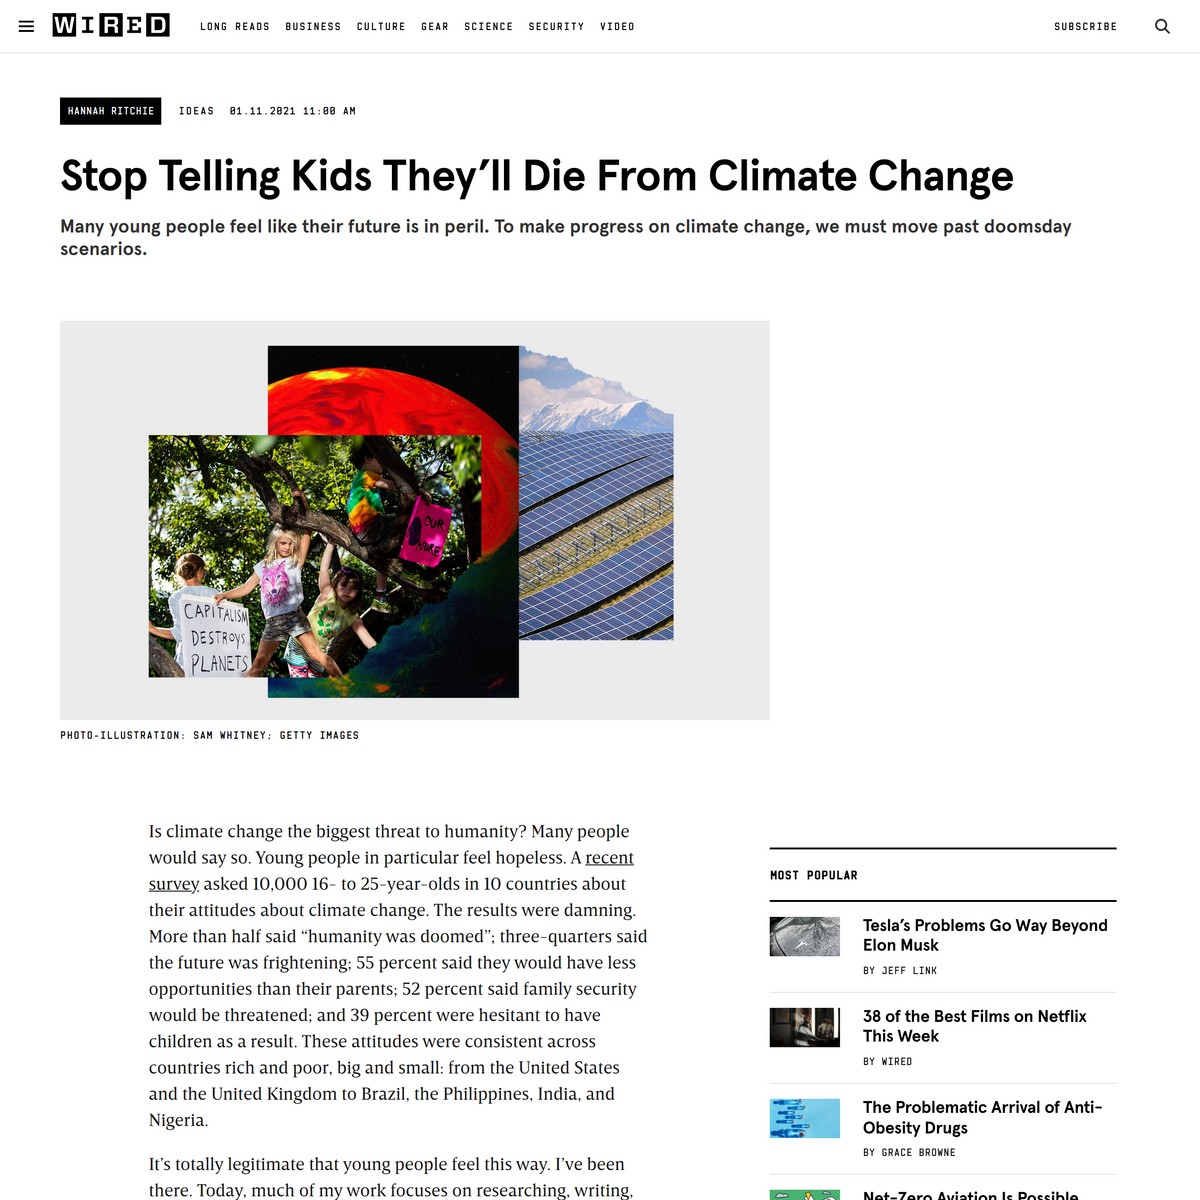 WIRED
LONG READS BUSINESS CULTURE GEAR SCIENCE SECURITY VIDEO
SUBSCRIBE
HANNAH RITCHIE IDEAS 01.11.2021 11:00 AM
Stop Telling Kids They’ll Die From Climate Change
Many young people feel like their future is in peril. To make progress on climate change, we must move past doomsday
scenarios.
OUR
CAPITALISM
DESTROYS
PLANETS
PHOTO-ILLUSTRATION: SAM WHITNEY; GETTY IMAGES
Is climate change the biggest threat to humanity? Many people
would say so. Young people in particular feel hopeless. A recent
survey asked 10,000 16- to 25-year-olds in 10 countries about
their attitudes about climate change. The results were damning.
More than half said “humanity was doomed”; three-quarters said
the future was frightening; 55 percent said they would have less
opportunities than their parents; 52 percent said family security
would be threatened; and 39 percent were hesitant to have
children as a result. These attitudes were consistent across
countries rich and poor, big and small: from the United States
and the United Kingdom to Brazil, the Philippines, India, and
Nigeria.
It’s totally legitimate that young people feel this way. I’ve been
there. Today, much of my work focuses on researching, writing,
MOST POPULAR
Tesla’s Problems Go Way Beyond
Elon Musk
BY JEFF LINK
38 of the Best Films on Netflix
This Week
BY WIRED
The Problematic Arrival of Anti-
Obesity Drugs
BY GRACE BROWNE
Net-Zero Aviation Is Possible